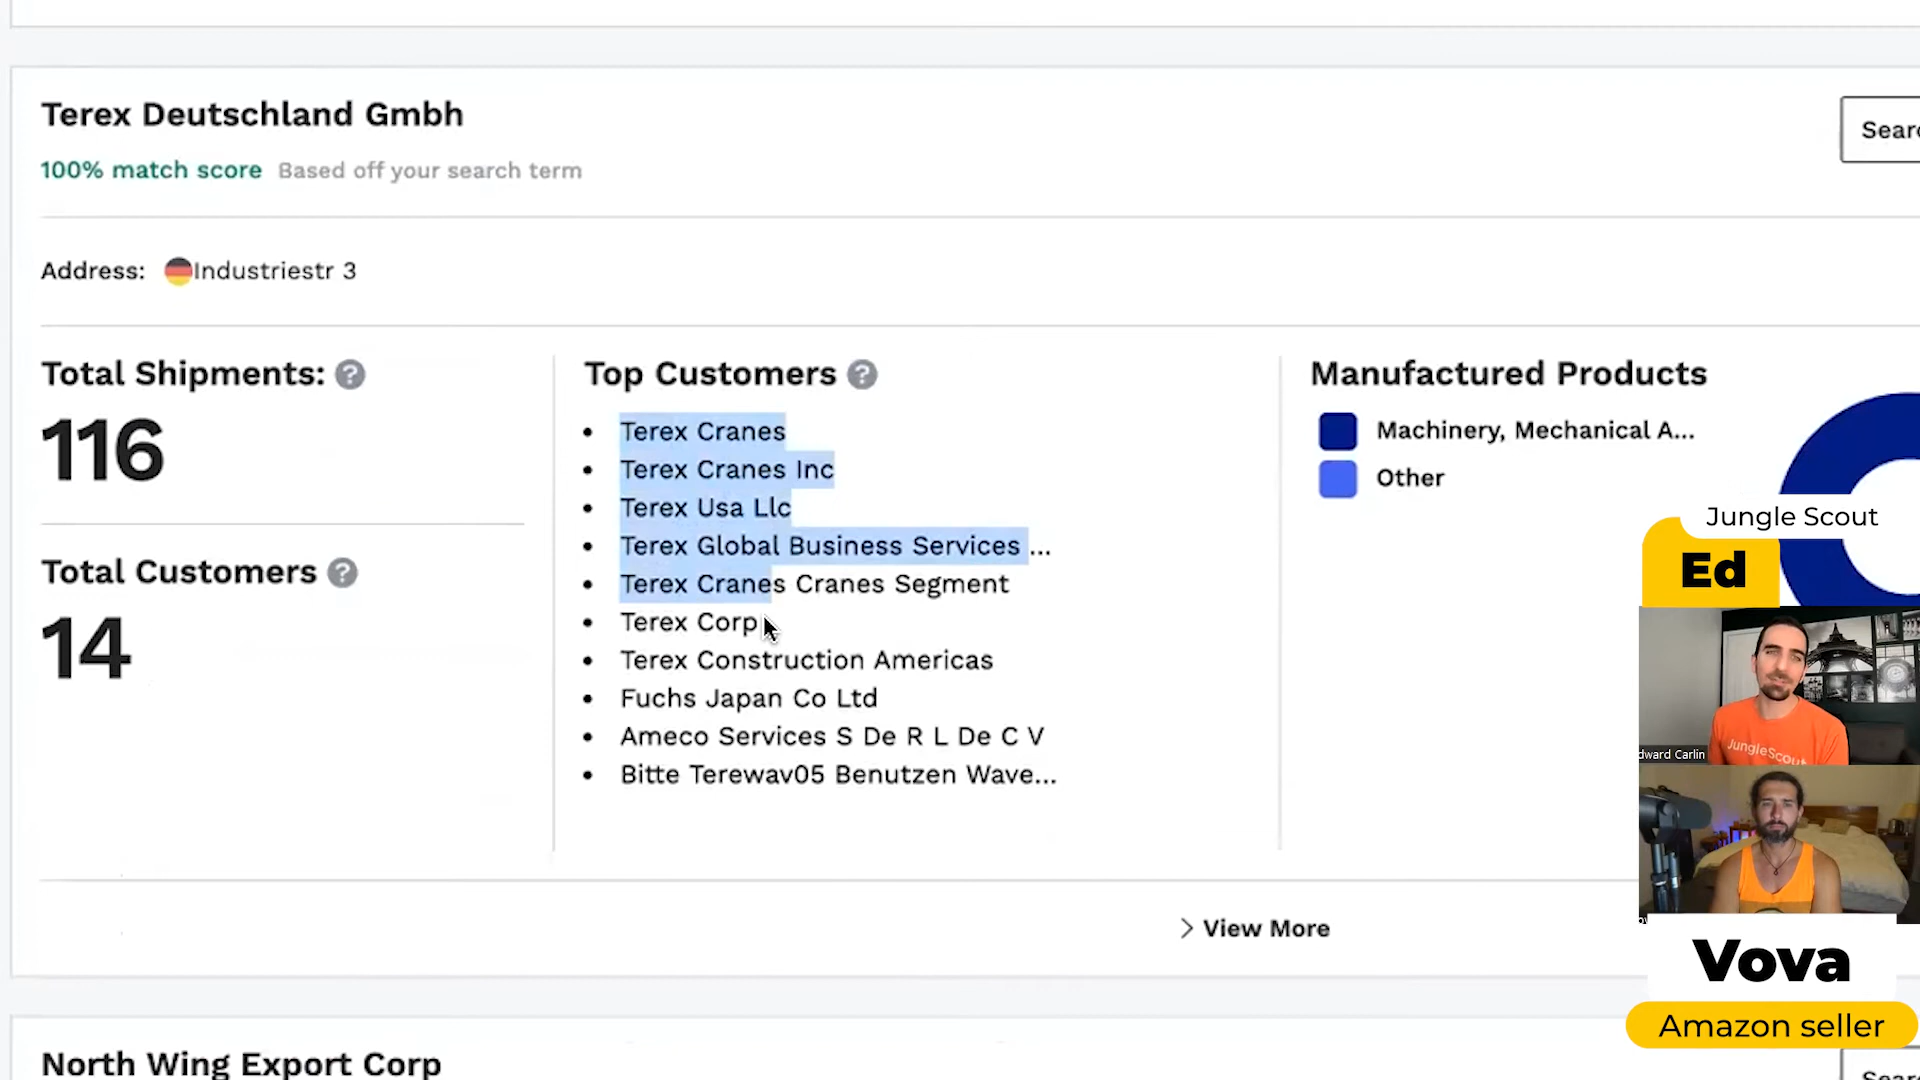 Terex Deutschland Gmbh
100% match score Based off your search term
Address: Industriestr 3
Total Shipments: ?
116
Total Customers ?
14
Top Customers ?
Terex Cranes
Terex Cranes Inc
Terex Usa Llc
Terex Global Business Services ...
Terex Cranes Cranes Segment
Terex Corp
Terex Construction Americas
Fuchs Japan Co Ltd
Ameco Services S De R L De C V
Bitte Terewav05 Benutzen Wave...
Manufactured Products
Machinery, Mechanical A...
Other
View More
North Wing Export Corp
Jungle Scout
Ed
JungleScout
dward Carlin
Vova
Amazon seller